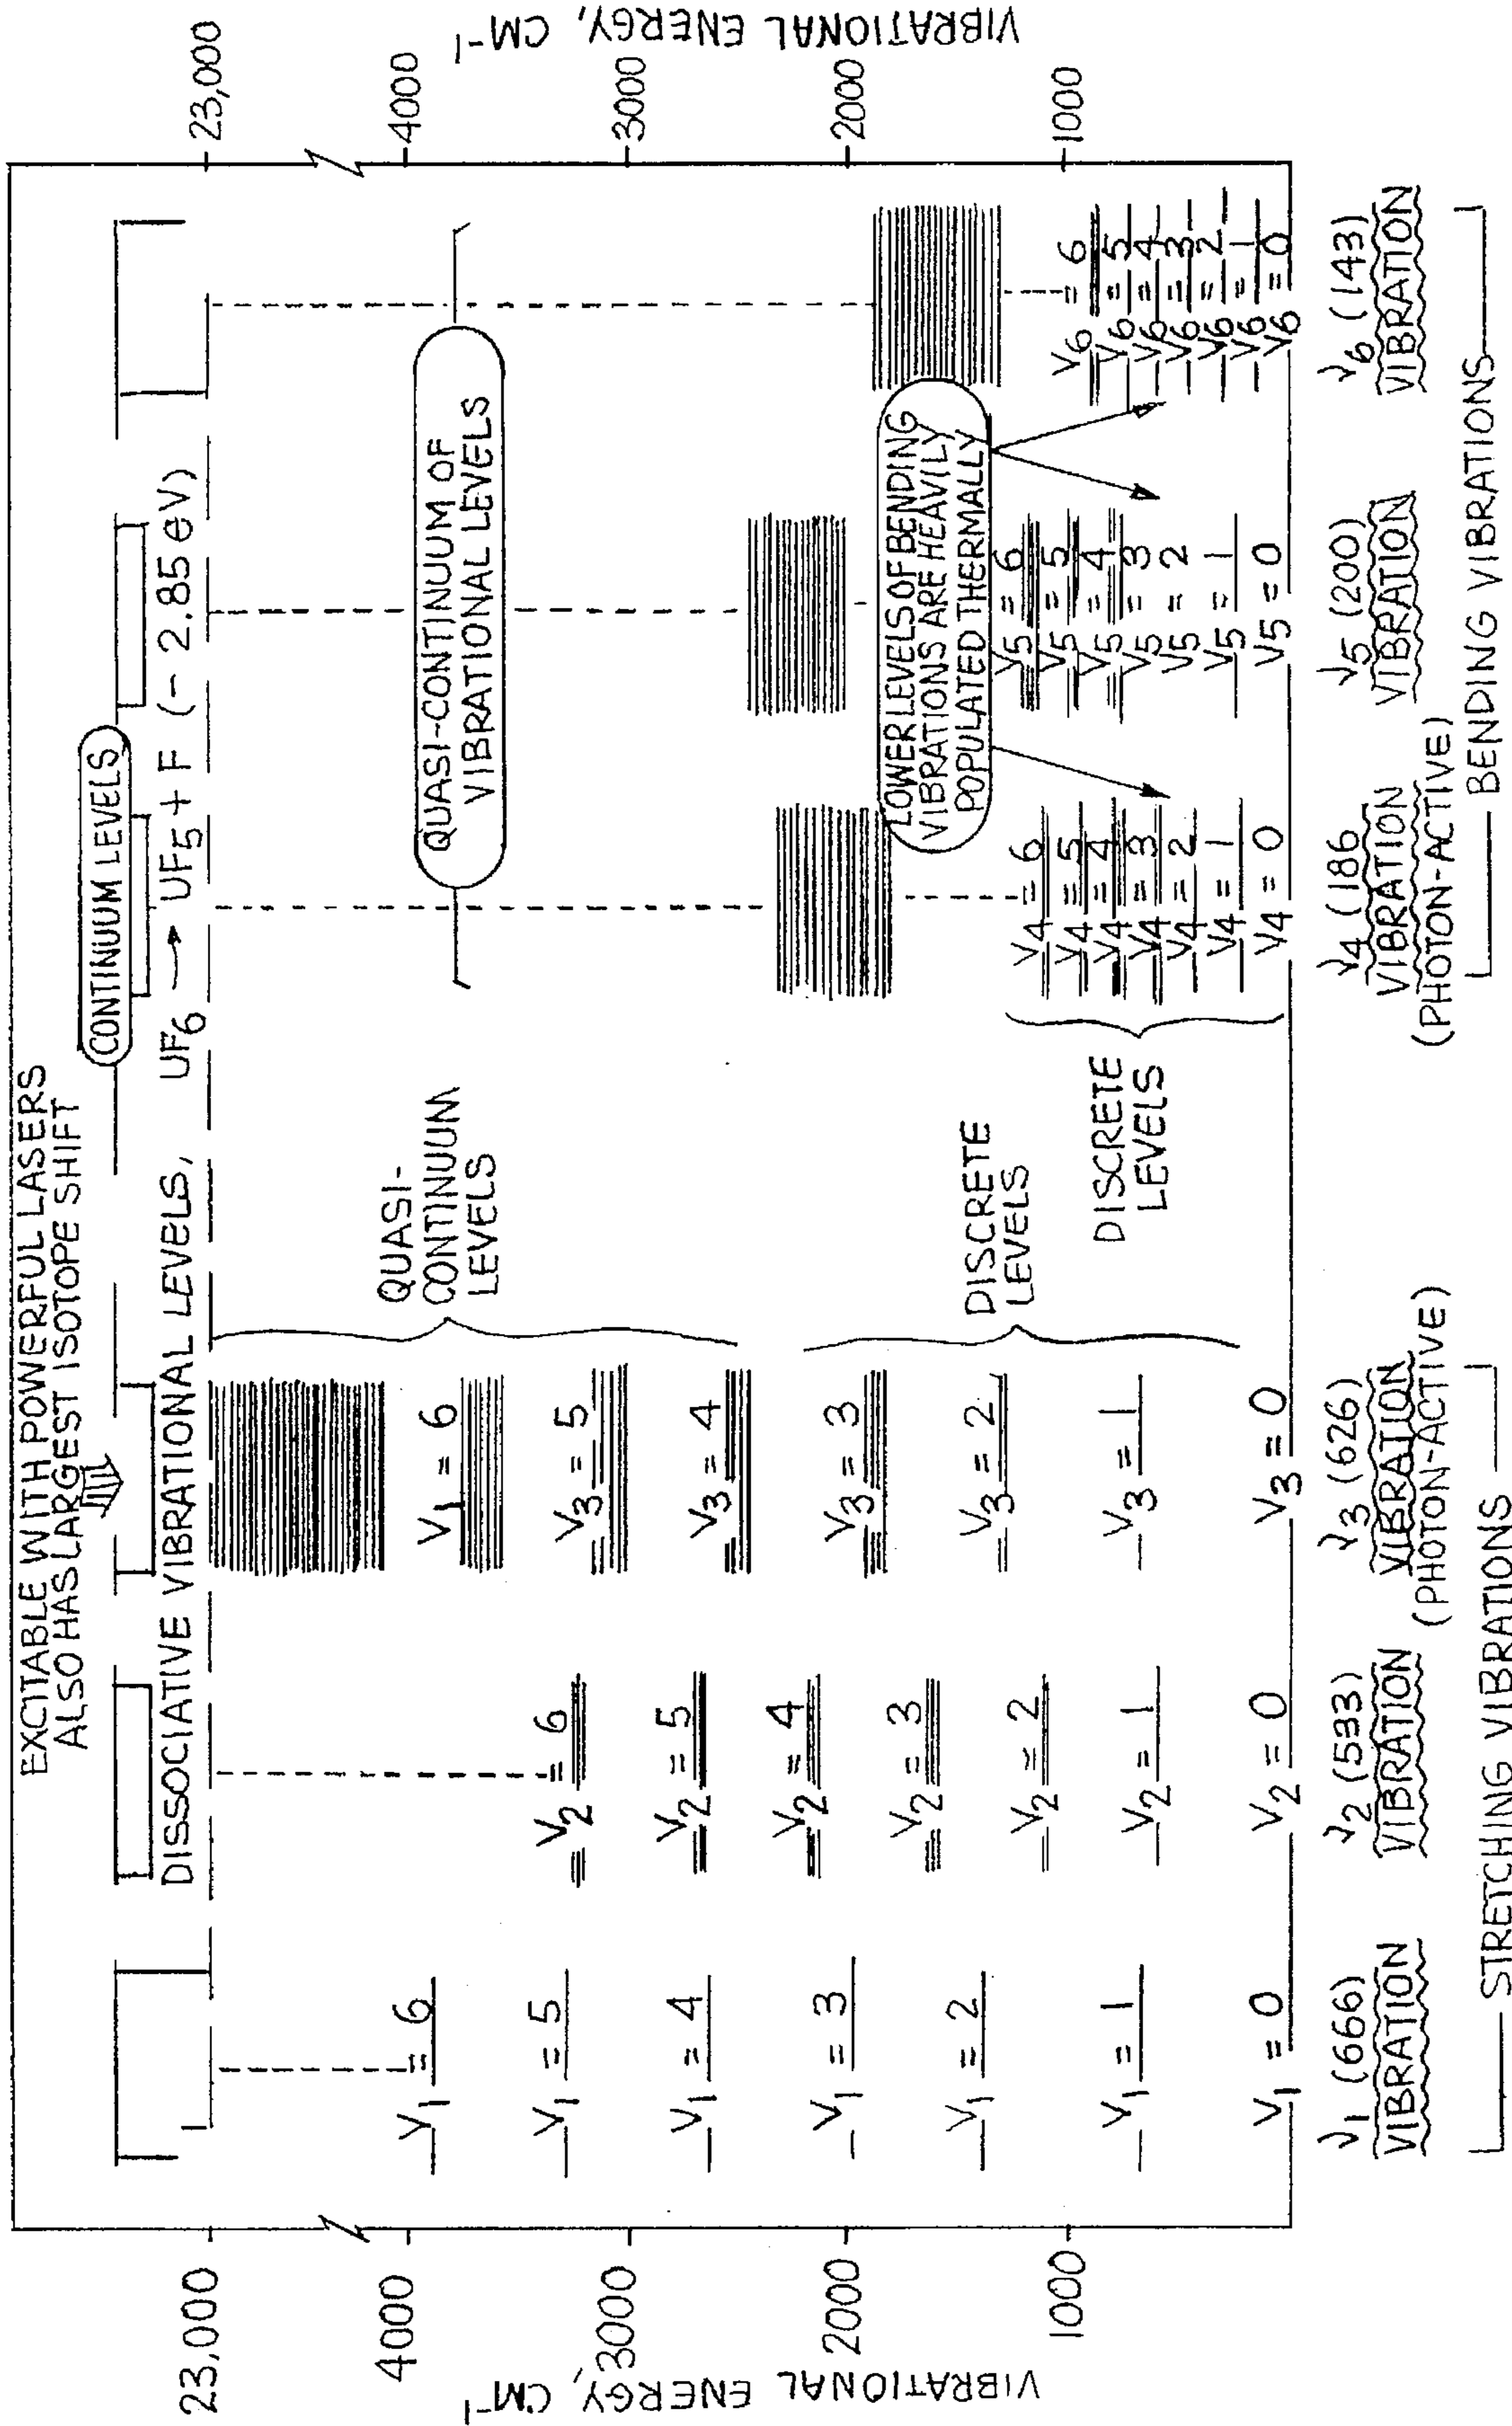 EXCITABLE WITH POWERFUL LASERS
ALSO HAS LARGEST ISOTOPE SHIFT
CONTINUUM LEVELS
DISSOCIATIVE VIBRATIONAL LEVELS, UF6 → UF5 + F (- 2.85 eV)
VIBRATIONAL ENERGY, CM-1
23,000
4000
3000
2000
1000
V1 = 6
V1 = 5
V1 = 4
V1 = 3
V1 = 2
V1 = 1
V1 = 0
V2 = 6
V2 = 5
V2 = 4
V2 = 3
V2 = 2
V2 = 1
V2 = 0
V1 = 6
V3 = 5
V3 = 4
V3 = 3
V3 = 2
V3 = 1
V3 = 0
QUASI-
CONTINUUM
LEVELS
DISCRETE
LEVELS
DISCRETE
LEVELS
QUASI-CONTINUUM OF
VIBRATIONAL LEVELS
LOWER LEVELS OF BENDING
VIBRATIONS ARE HEAVILY
POPULATED THERMALLY
V4 = 6
V4 = 5
V4 = 4
V4 = 3
V4 = 2
V4 = 1
V4 = 0
V5 = 6
V5 = 5
V5 = 4
V5 = 3
V5 = 2
V5 = 1
V5 = 0
V6 = 6
V6 = 5
V6 = 4
V6 = 3
V6 = 2
V6 = 1
V6 = 0
23,000
4000
3000
2000
1000
VIBRATIONAL ENERGY, CM-1
ν1 (666)
VIBRATION
ν2 (533)
VIBRATION
ν3 (626)
VIBRATION
(PHOTON-ACTIVE)
ν4 (186
VIBRATION
(PHOTON-ACTIVE)
ν5 (200)
VIBRATION
ν6 (143)
VIBRATION
STRETCHING VIBRATIONS
BENDING VIBRATIONS